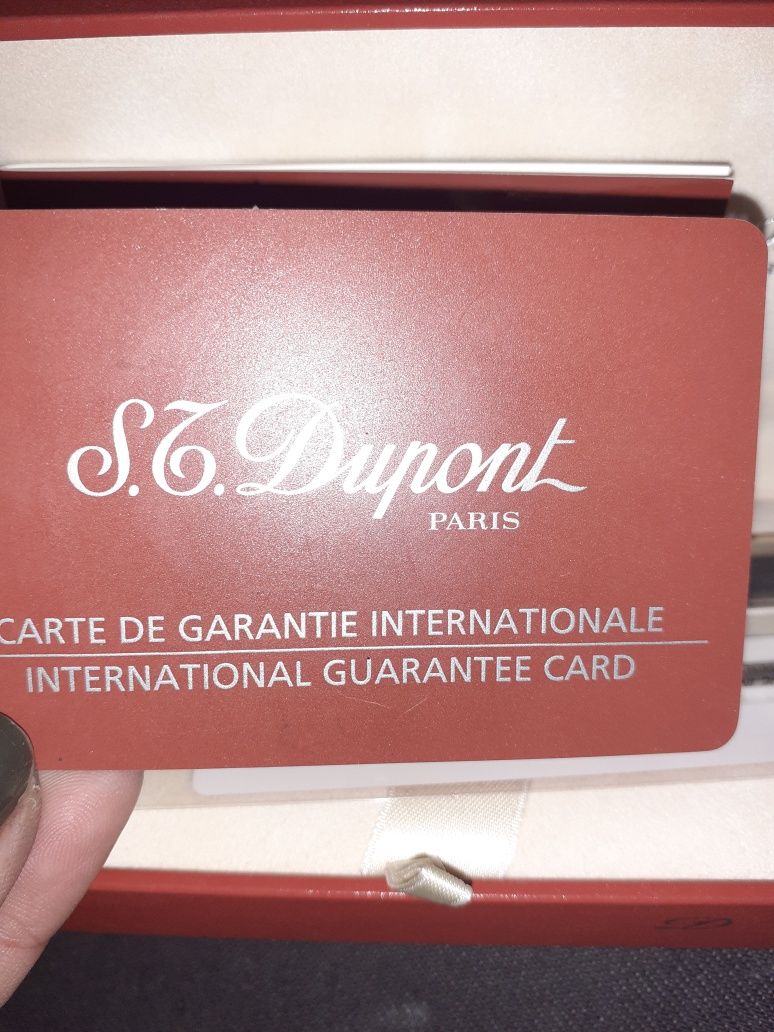 S.T. Dupont
PARIS
CARTE DE GARANTIE INTERNATIONALE
INTERNATIONAL GUARANTEE CARD